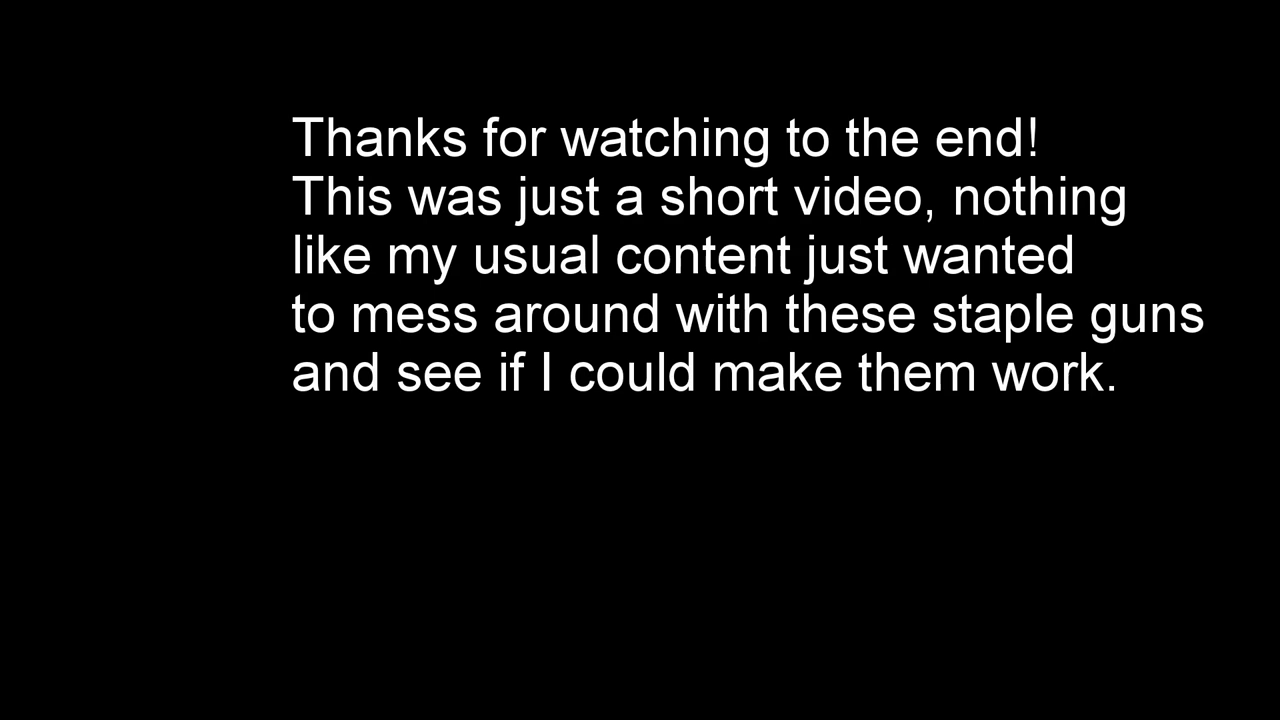 Thanks for watching to the end!
This was just a short video, nothing
like my usual content just wanted
to mess around with these staple guns
and see if I could make them work.